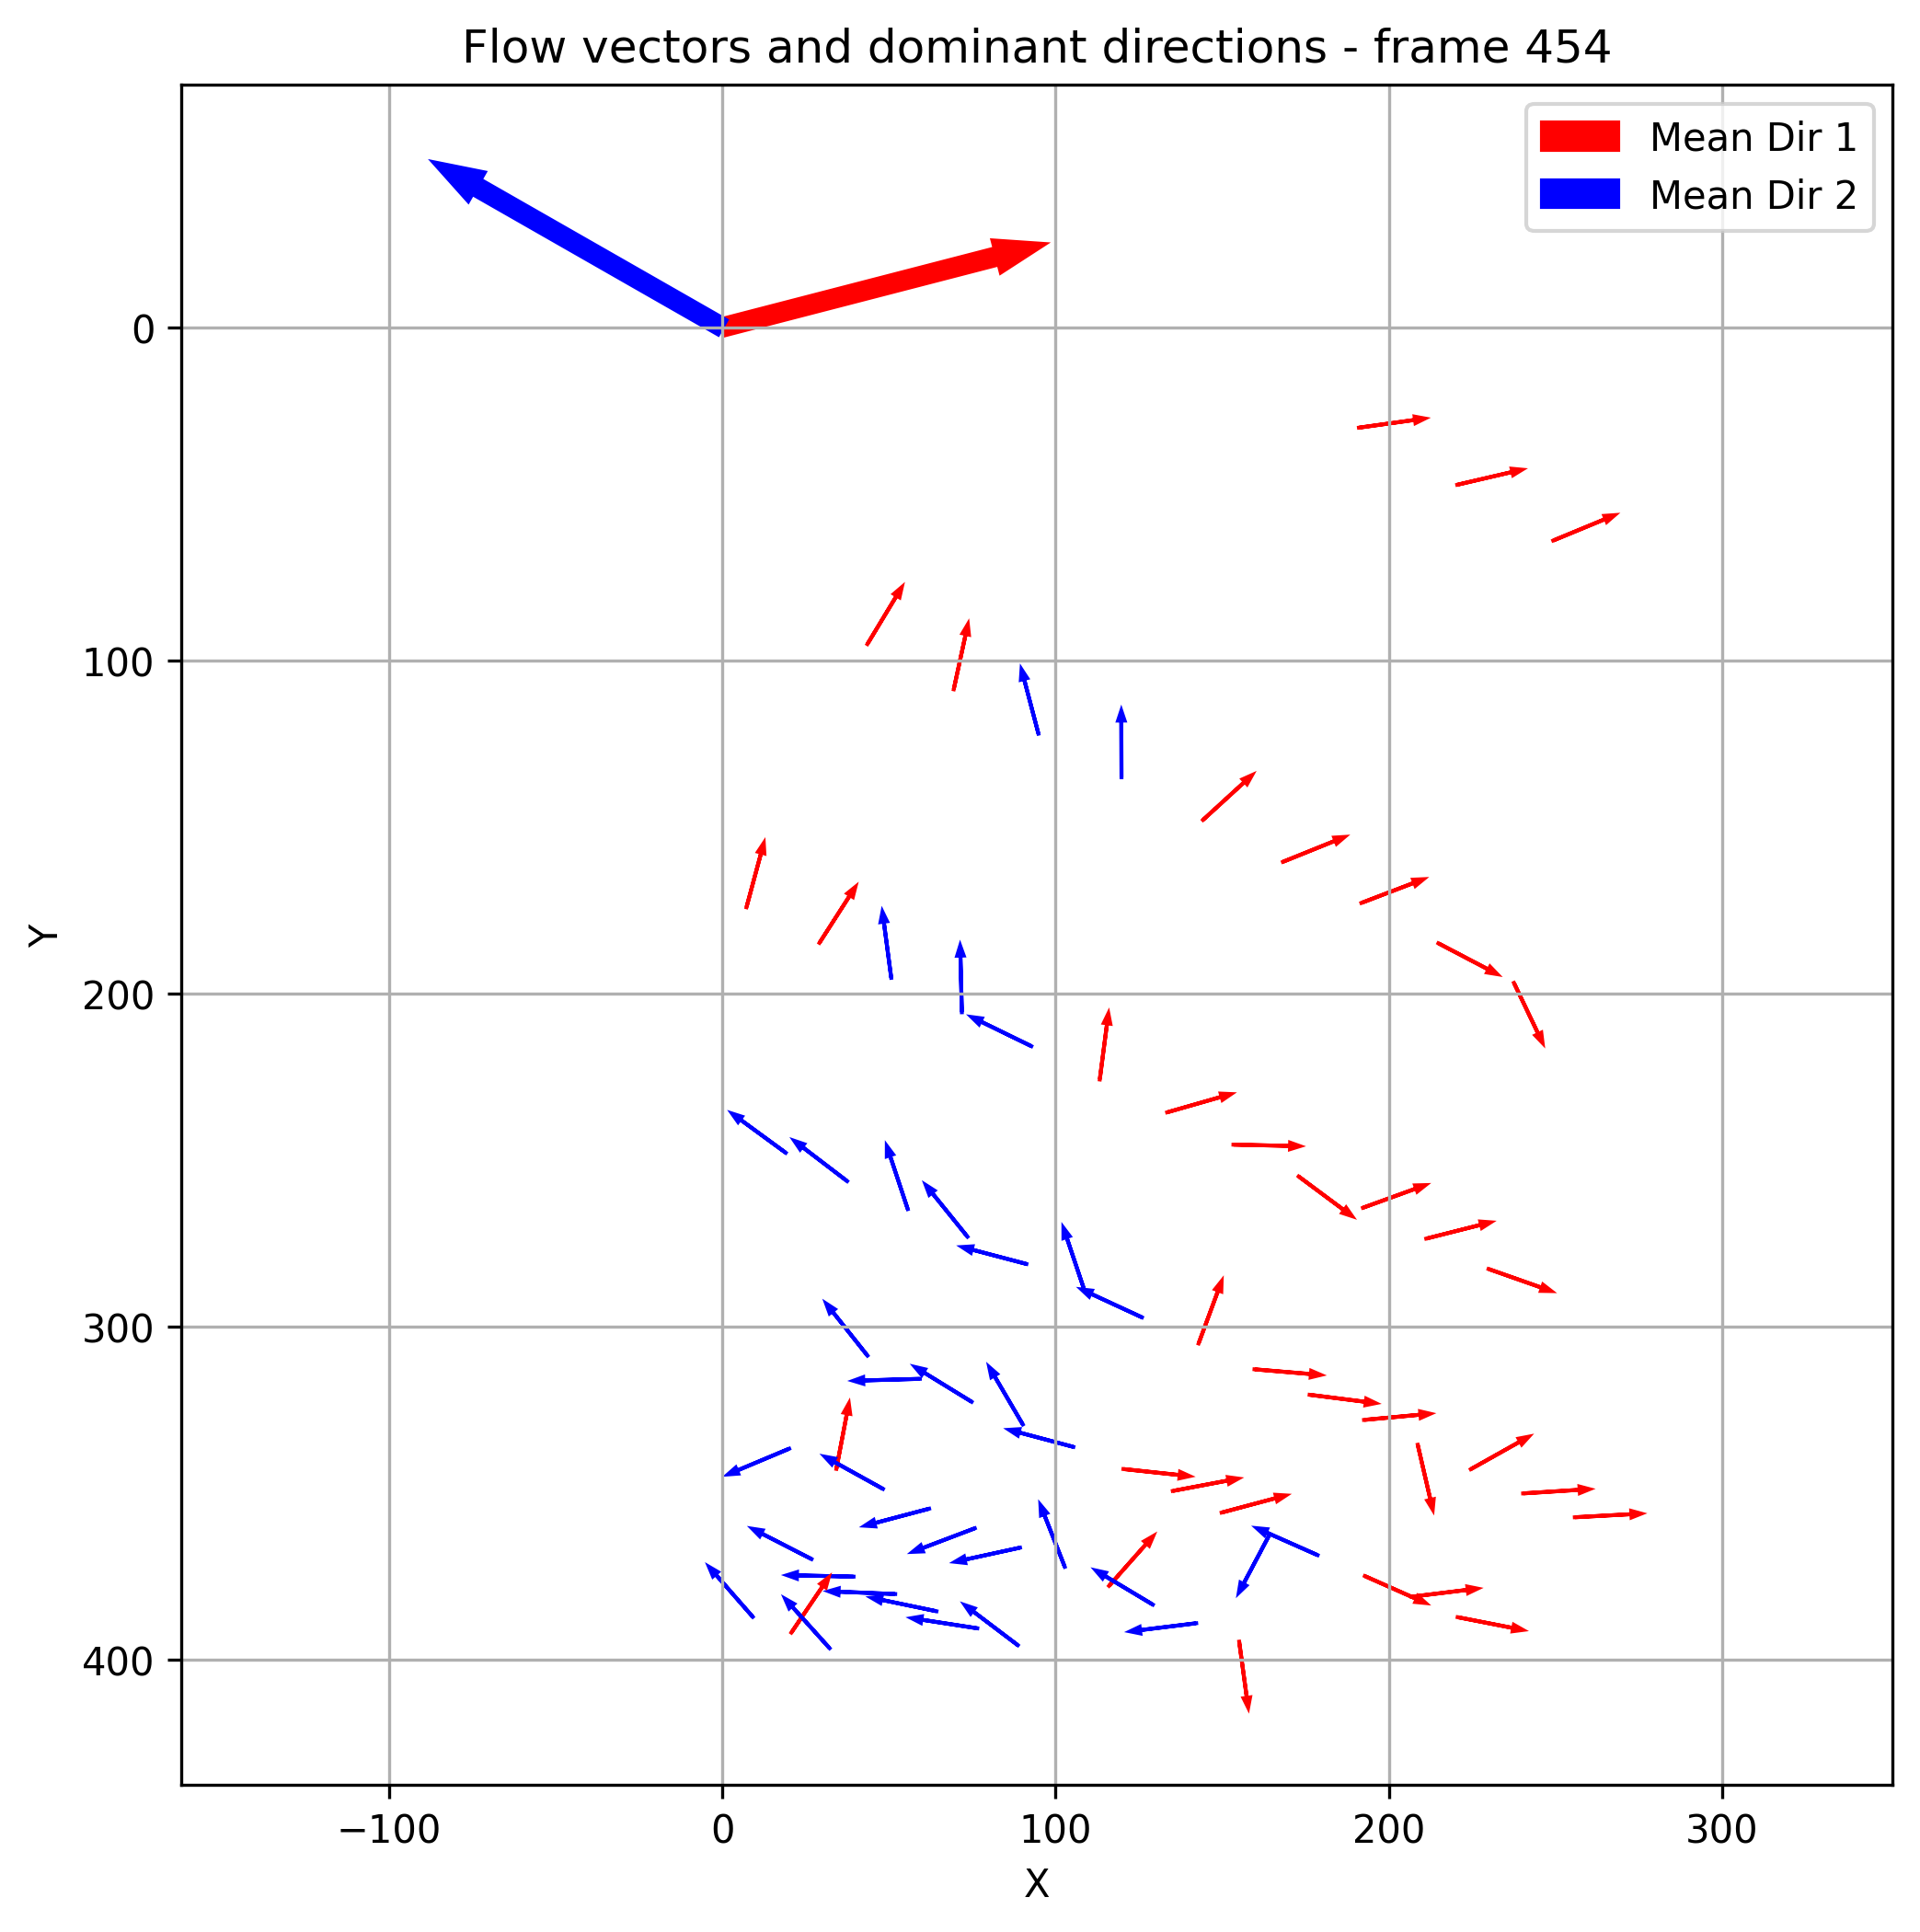 Flow vectors and dominant directions - frame 454
Mean Dir 1
Mean Dir 2
Y
0
100
200
300
400
−100
0
100
200
300
X